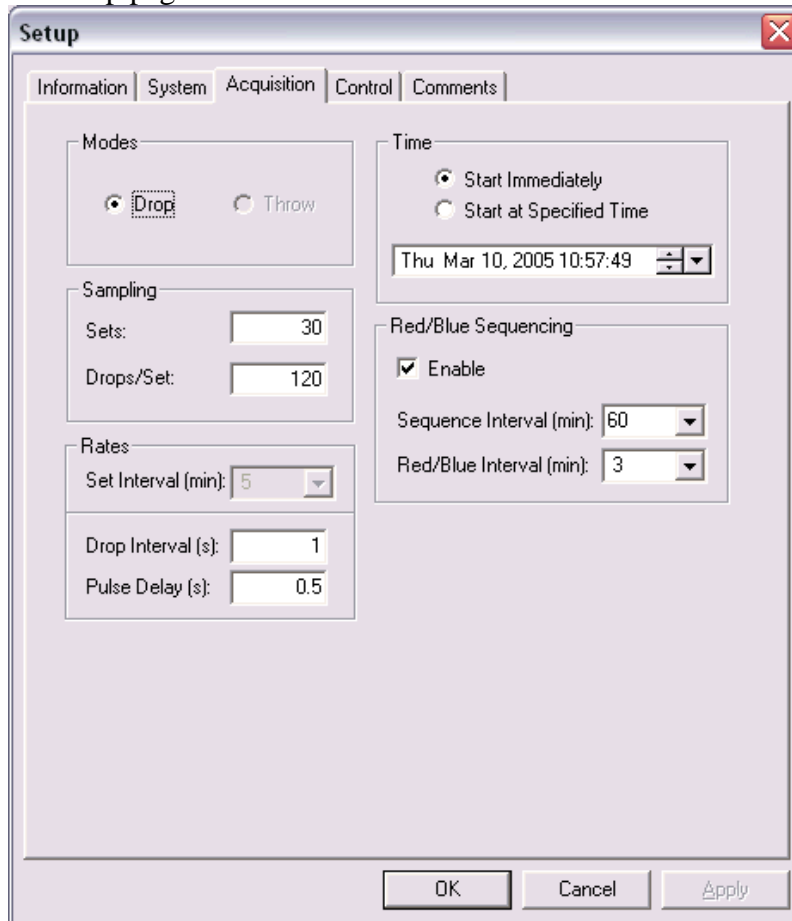 Setup
Information System Acquisition Control Comments
Modes
Drop Throw
Sampling
Sets: 30
Drops/Set: 120
Rates
Set Interval (min): 5
Drop Interval (s): 1
Pulse Delay (s): 0.5
Time
Start Immediately
Start at Specified Time
Thu Mar 10, 2005 10:57:49
Red/Blue Sequencing
Enable
Sequence Interval (min): 60
Red/Blue Interval (min): 3
OK Cancel Apply